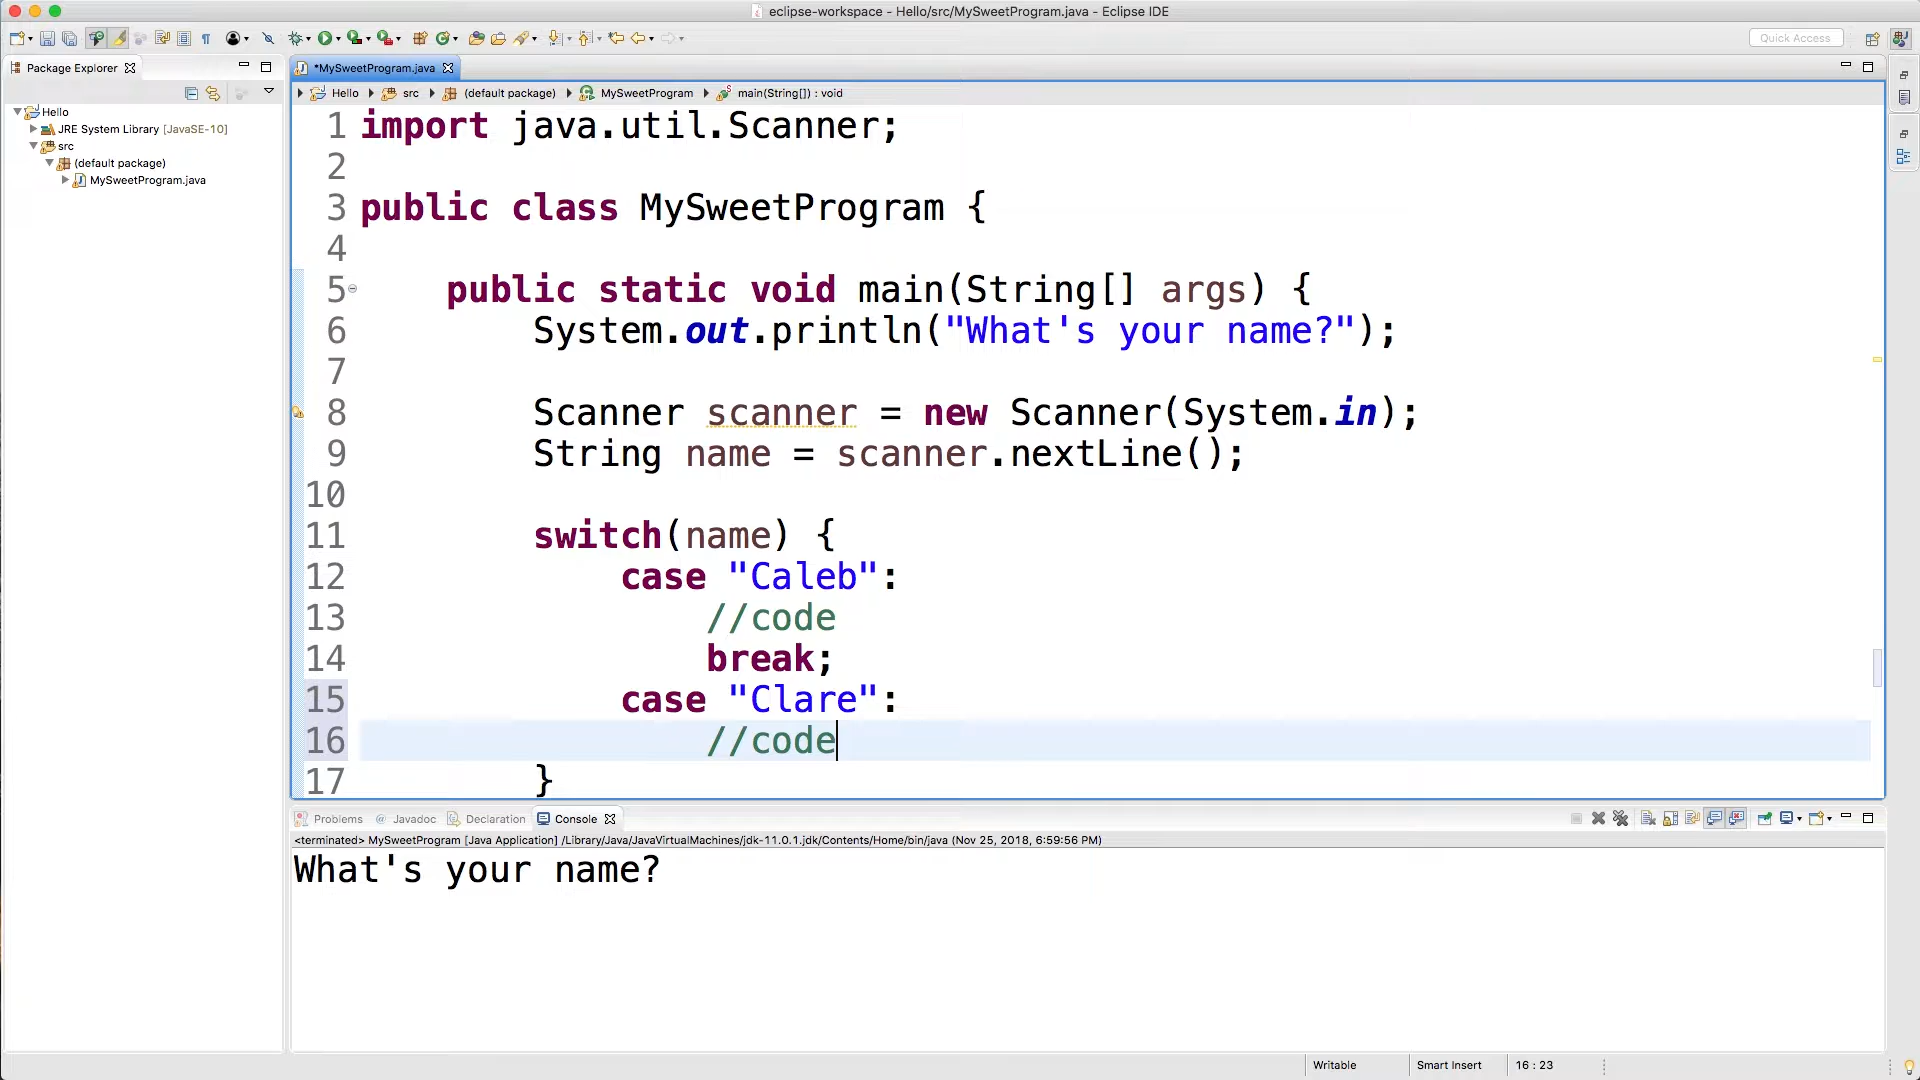 eclipse-workspace - Hello/src/MySweetProgram.java - Eclipse IDE
Quick Access
Package Explorer
*MySweetProgram.java
Hello src (default package) MySweetProgram main(String[]) : void
Hello
JRE System Library [JavaSE-10]
src
(default package)
MySweetProgram.java
1 import java.util.Scanner;
2
3 public class MySweetProgram {
4
5 public static void main(String[] args) {
6 System.out.println("What's your name?");
7
8 Scanner scanner = new Scanner(System.in);
9 String name = scanner.nextLine();
10
11 switch(name) {
12 case "Caleb":
13 //code
14 break;
15 case "Clare":
16 //code
17 }
Problems @ Javadoc Declaration Console
<terminated> MySweetProgram [Java Application] /Library/Java/JavaVirtualMachines/jdk-11.0.1.jdk/Contents/Home/bin/java (Nov 25, 2018, 6:59:56 PM)
What's your name?
Writable Smart Insert 16 : 23